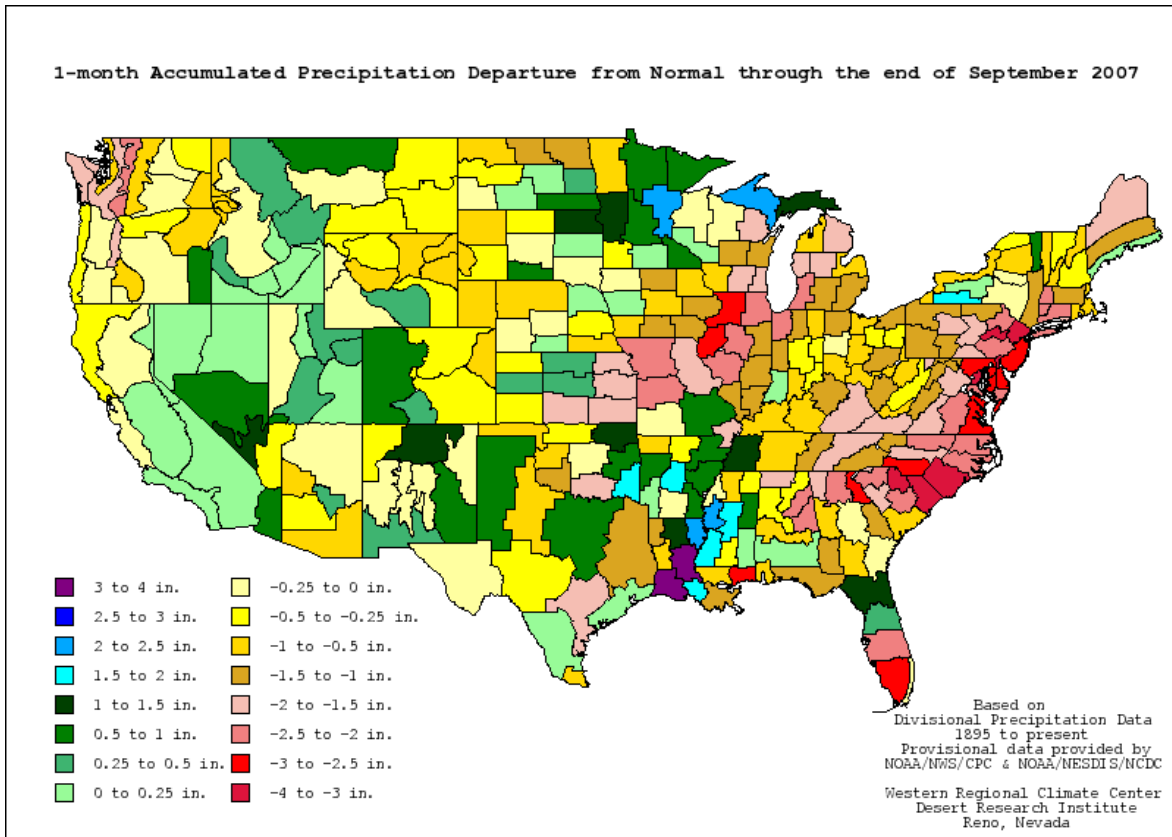 1-month Accumulated Precipitation Departure from Normal through the end of September 2007
3 to 4 in.
2.5 to 3 in.
2 to 2.5 in.
1.5 to 2 in.
1 to 1.5 in.
0.5 to 1 in.
0.25 to 0.5 in.
0 to 0.25 in.
-0.25 to 0 in.
-0.5 to -0.25 in.
-1 to -0.5 in.
-1.5 to -1 in.
-2 to -1.5 in.
-2.5 to -2 in.
-3 to -2.5 in.
-4 to -3 in.
Based on
Divisional Precipitation Data
1895 to present
Provisional data provided by
NOAA/NWS/CPC & NOAA/NESDIS/NCDC
Western Regional Climate Center
Desert Research Institute
Reno, Nevada